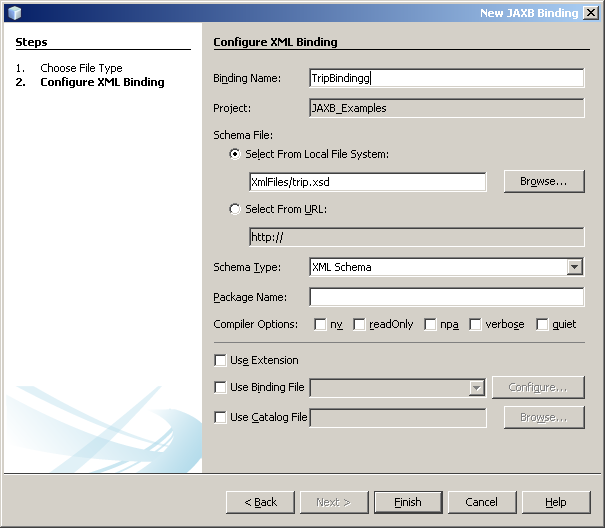 New JAXB Binding
Steps
1. Choose File Type
2. Configure XML Binding
Configure XML Binding
Binding Name: TripBindingg
Project: JAXB_Examples
Schema File:
Select From Local File System:
XmlFiles/trip.xsd Browse...
Select From URL:
http://
Schema Type: XML Schema
Package Name:
Compiler Options: nv readOnly npa verbose quiet
Use Extension
Use Binding File Configure...
Use Catalog File Browse...
< Back Next > Finish Cancel Help